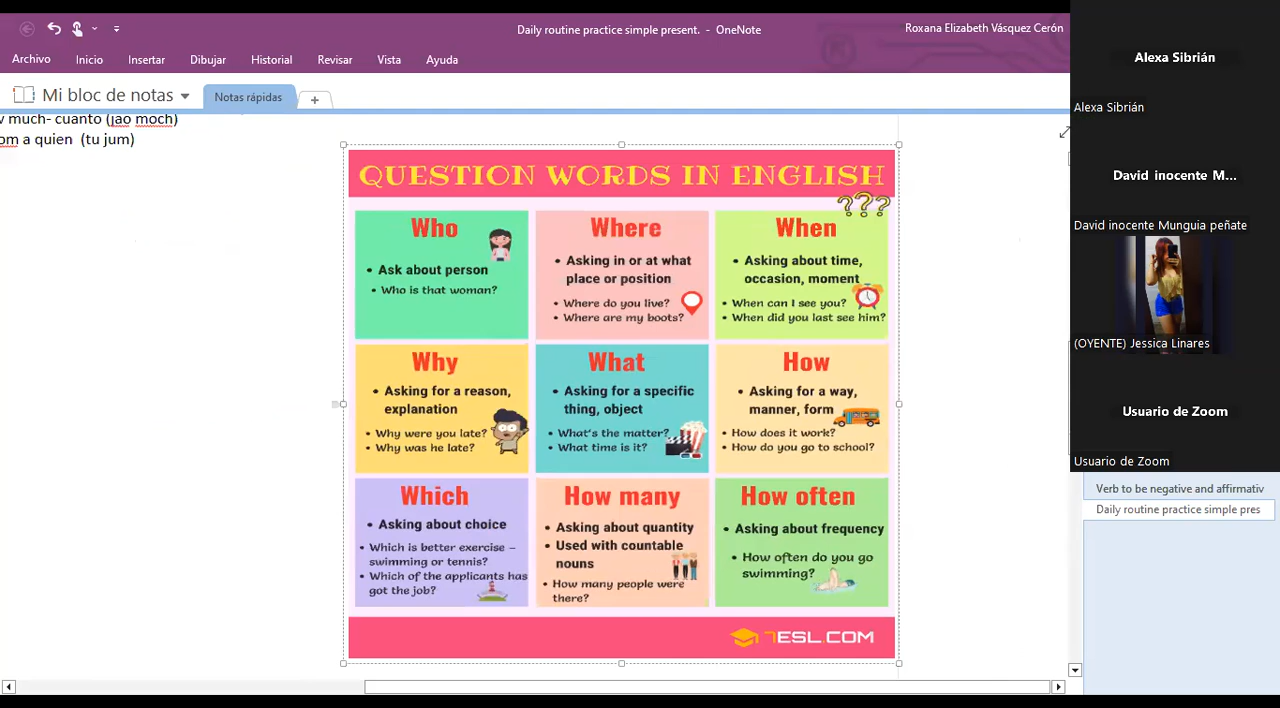 Daily routine practice simple present. - OneNote
Roxana Elizabeth Vásquez Cerón
Archivo
Inicio
Insertar
Dibujar
Historial
Revisar
Vista
Ayuda
Mi bloc de notas
Notas rápidas
much- cuanto (jao moch)
a quien (tu jum)
QUESTION WORDS IN ENGLISH
???
Who
• Ask about person
• Who is that woman?
Where
• Asking in or at what
place or position
• Where do you live?
• Where are my boots?
When
• Asking about time,
occasion, moment
• When can I see you?
• When did you last see him?
Why
• Asking for a reason,
explanation
• Why were you late?
• Why was he late?
What
• Asking for a specific
thing, object
• What's the matter?
• What time is it?
How
• Asking for a way,
manner, form
• How does it work?
• How do you go to school?
Which
• Asking about choice
• Which is better exercise –
swimming or tennis?
• Which of the applicants has
got the job?
How many
• Asking about quantity
• Used with countable
nouns
• How many people were
there?
How often
• Asking about frequency
• How often do you go
swimming?
7ESL.COM
Alexa Sibrián
Alexa Sibrián
David inocente M...
David inocente Munguia peñate
(OYENTE) Jessica Linares
Usuario de Zoom
Usuario de Zoom
Verb to be negative and affirmativ
Daily routine practice simple pres